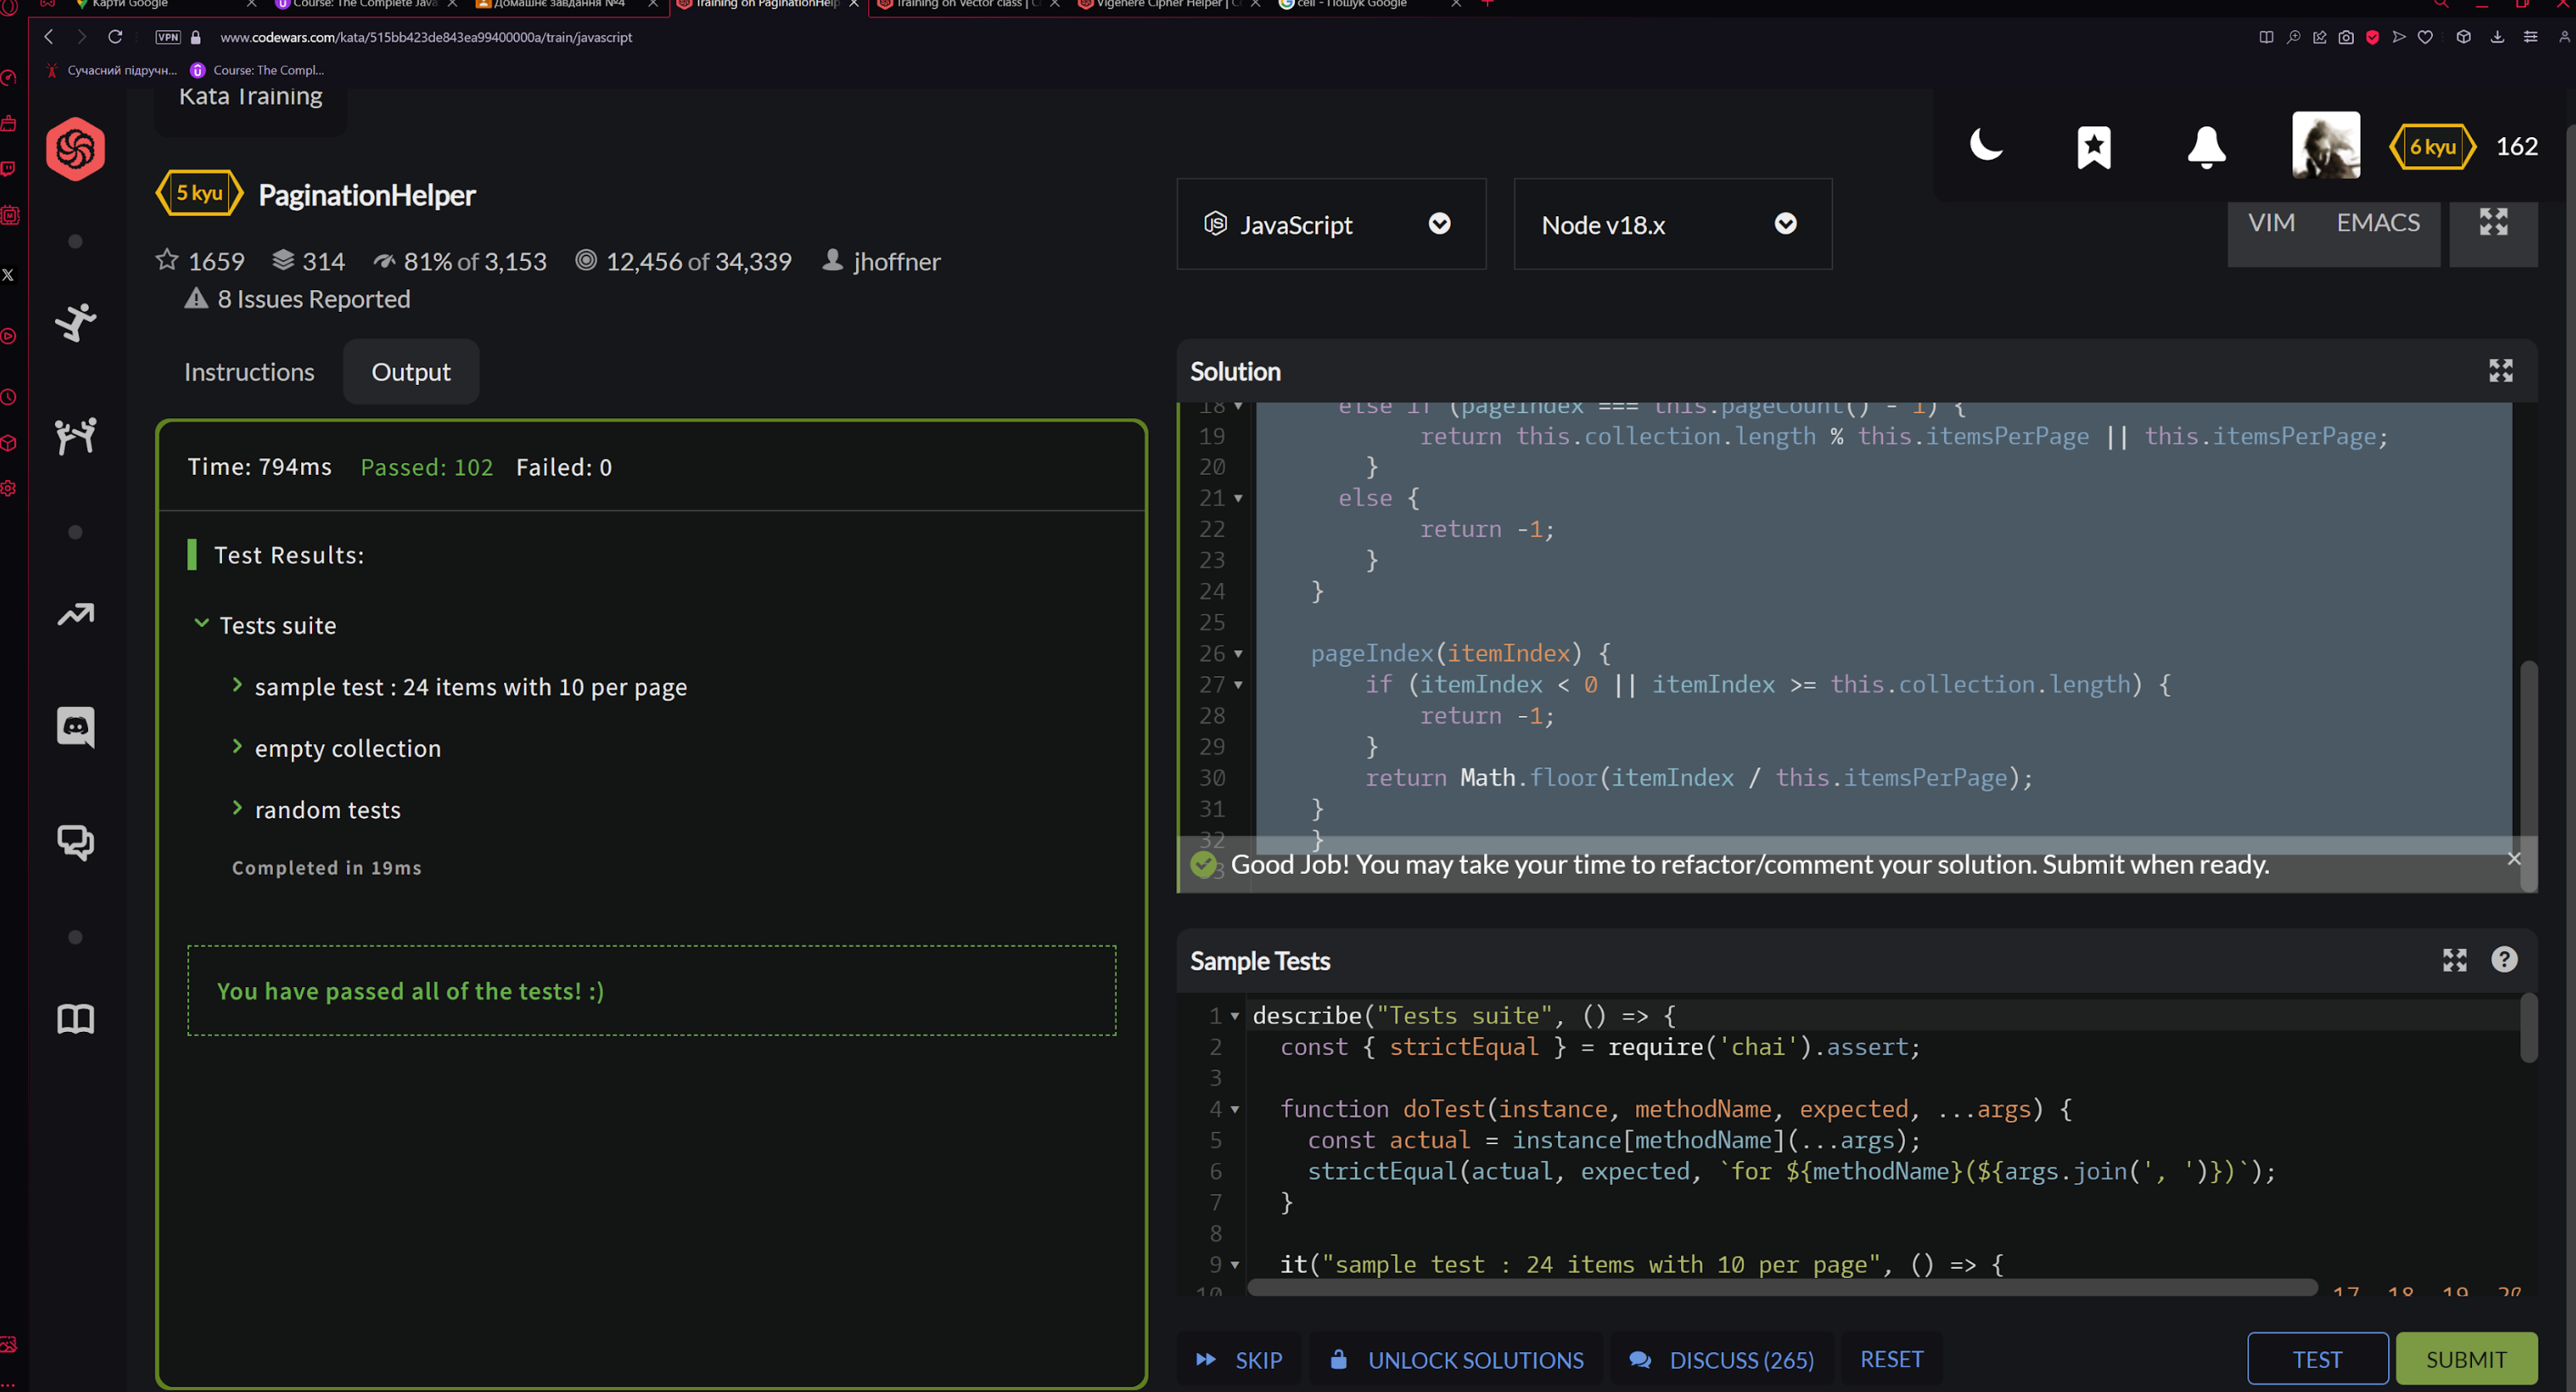 Карти Google
Course: The Complete Java
Домашнє завдання №4
Training on PaginationHelp
Training on Vector class | C
Vigenère Cipher Helper | C
cell - Пошук Google
VPN
www.codewars.com/kata/515bb423de843ea99400000a/train/javascript
Сучасний підручн...
Course: The Compl...
Kata Training
6 kyu
162
5 kyu
PaginationHelper
JavaScript
Node v18.x
VIM
EMACS
1659
314
81% of 3,153
12,456 of 34,339
jhoffner
8 Issues Reported
Instructions
Output
Time: 794ms
Passed: 102
Failed: 0
Test Results:
Tests suite
sample test : 24 items with 10 per page
empty collection
random tests
Completed in 19ms
You have passed all of the tests! :)
Solution
18 else if (pageIndex === this.pageCount() - 1) {
19 return this.collection.length % this.itemsPerPage || this.itemsPerPage;
20 }
21 else {
22 return -1;
23 }
24 }
25
26 pageIndex(itemIndex) {
27 if (itemIndex < 0 || itemIndex >= this.collection.length) {
28 return -1;
29 }
30 return Math.floor(itemIndex / this.itemsPerPage);
31 }
32 }
33
Good Job! You may take your time to refactor/comment your solution. Submit when ready.
Sample Tests
1 describe("Tests suite", () => {
2 const { strictEqual } = require('chai').assert;
3
4 function doTest(instance, methodName, expected, ...args) {
5 const actual = instance[methodName](...args);
6 strictEqual(actual, expected, `for ${methodName}(${args.join(', ')})`);
7 }
8
9 it("sample test : 24 items with 10 per page", () => {
10 17 18 19 20
SKIP
UNLOCK SOLUTIONS
DISCUSS (265)
RESET
TEST
SUBMIT